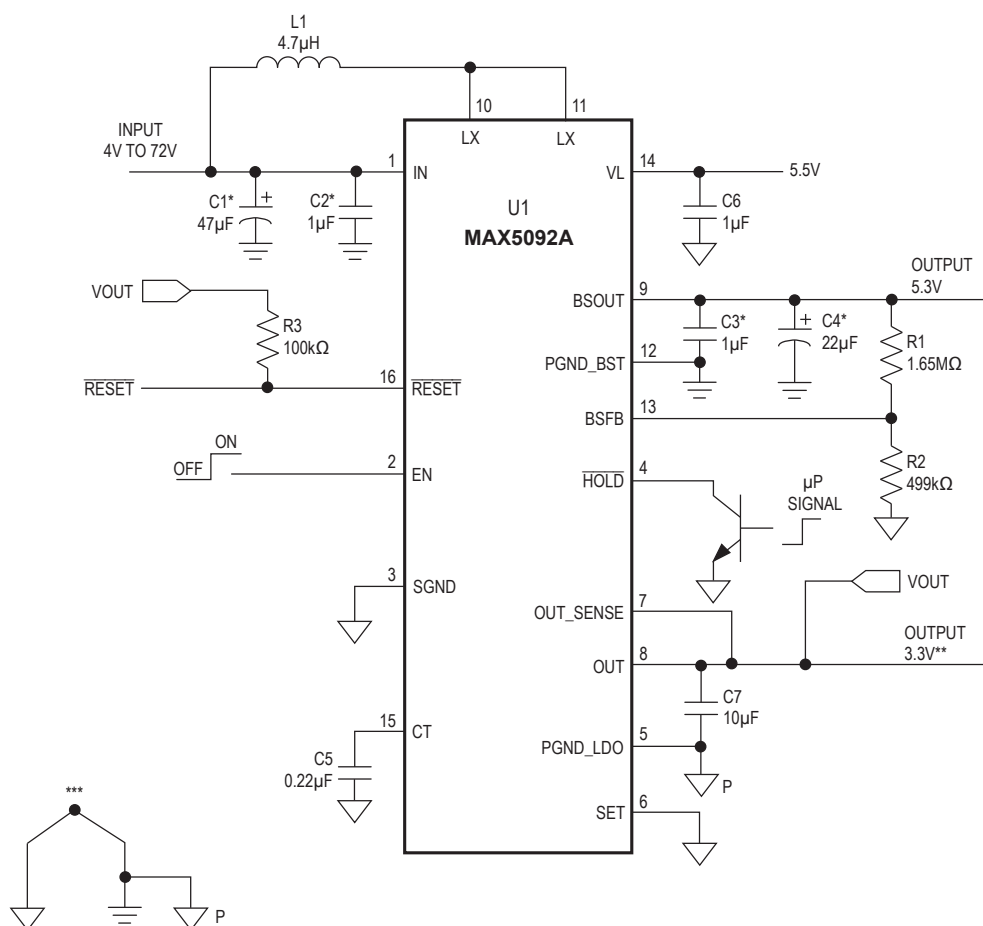 L1
4.7µH
10
11
LX
LX
INPUT
4V TO 72V
1
IN
C1*
47µF
+
C2*
1µF
U1
MAX5092A
14
VL
5.5V
C6
1µF
VOUT
R3
100kΩ
RESET
16
RESET
9
BSOUT
OUTPUT
5.3V
C3*
1µF
+
C4*
22µF
R1
1.65MΩ
12
PGND_BST
13
BSFB
R2
499kΩ
ON
OFF
2
EN
4
HOLD
µP
SIGNAL
3
SGND
7
OUT_SENSE
VOUT
8
OUT
OUTPUT
3.3V**
C7
10µF
15
CT
C5
0.22µF
5
PGND_LDO
P
6
SET
***
P